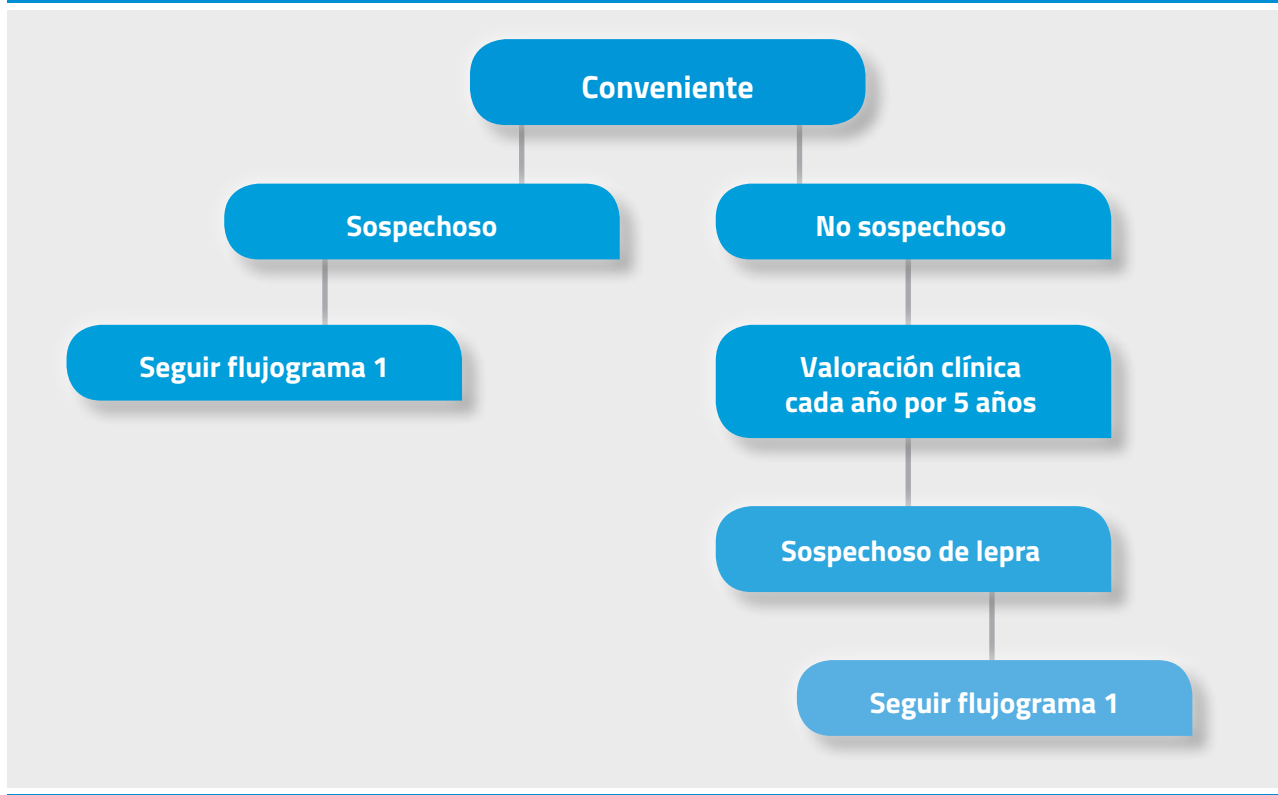 Conveniente
Sospechoso
No sospechoso
Seguir flujograma 1
Valoración clínica
cada año por 5 años
Sospechoso de lepra
Seguir flujograma 1